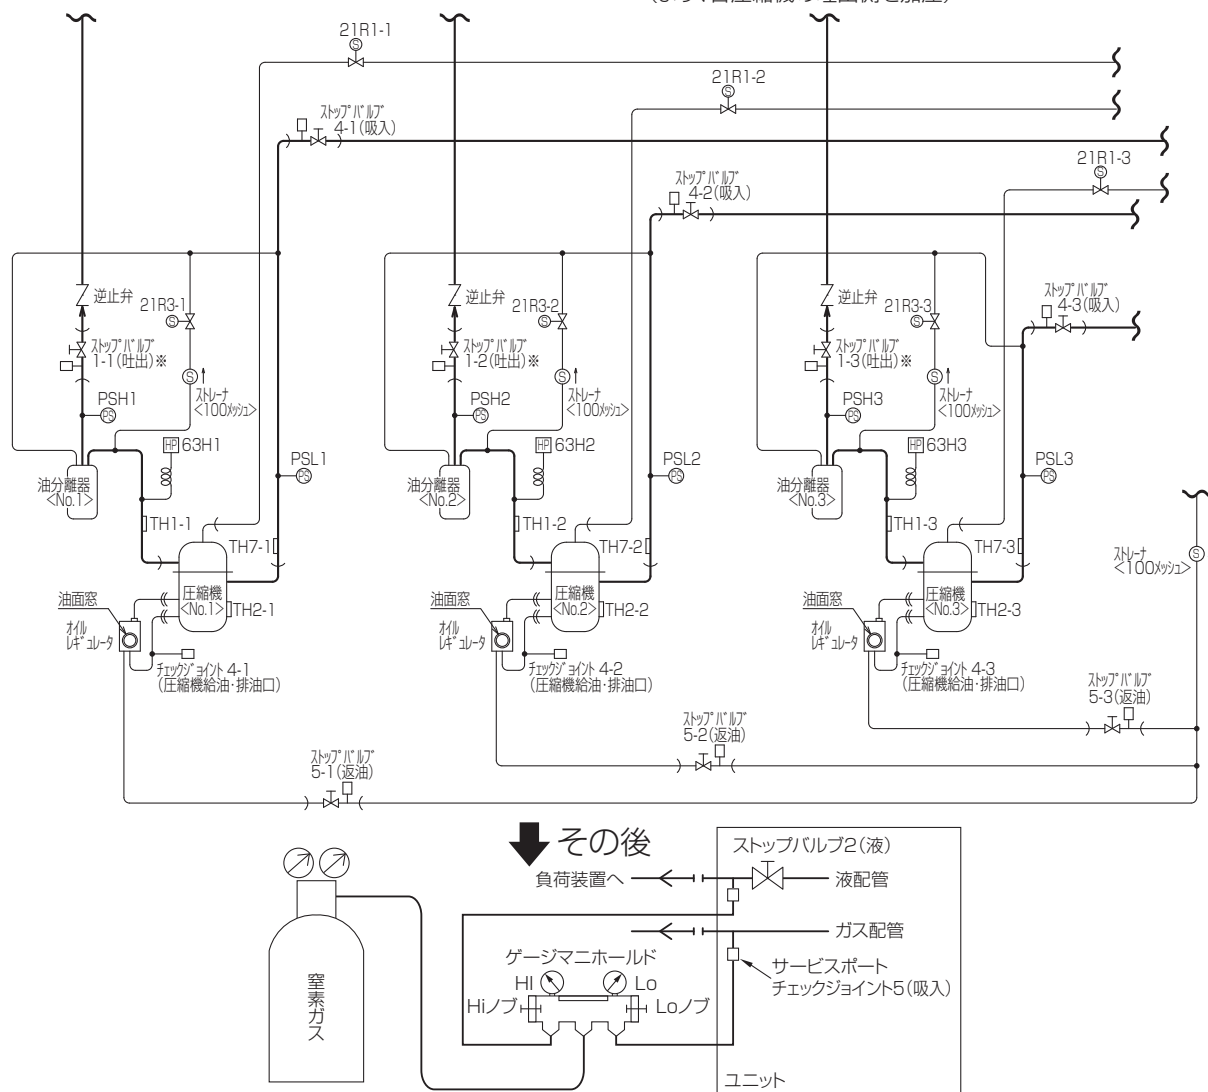 21R1-1
21R1-2
ストップバルブ
4-1(吸入)
21R1-3
ストップバルブ
4-2(吸入)
逆止弁
21R3-1
ストップバルブ
1-1(吐出)※
逆止弁
21R3-2
ストップバルブ
1-2(吐出)※
逆止弁
21R3-3
ストップバルブ
1-3(吐出)※
ストップバルブ
4-3(吸入)
PSH1
PS
S
ストレーナ
<100メッシュ>
PSH2
PS
S
ストレーナ
<100メッシュ>
PSH3
PS
S
ストレーナ
<100メッシュ>
HP 63H1
HP 63H2
HP 63H3
PSL1
PS
PSL2
PS
PSL3
PS
油分離器
<No.1>
油分離器
<No.2>
油分離器
<No.3>
TH1-1
TH7-1
TH1-2
TH7-2
TH1-3
TH7-3
ストレーナ
<100メッシュ>
S
油面窓
オイル
レギュレータ
圧縮機
<No.1>
TH2-1
油面窓
オイル
レギュレータ
圧縮機
<No.2>
TH2-2
油面窓
オイル
レギュレータ
圧縮機
<No.3>
TH2-3
チェックジョイント 4-1
(圧縮機給油・排油口)
チェックジョイント 4-2
(圧縮機給油・排油口)
チェックジョイント 4-3
(圧縮機給油・排油口)
ストップバルブ
5-3(返油)
ストップバルブ
5-2(返油)
ストップバルブ
5-1(返油)
その後
ストップバルブ2(液)
負荷装置へ
液配管
ガス配管
ゲージマニホールド
HI
Lo
Hiノブ
Loノブ
サービスポート
チェックジョイント5(吸入)
窒素ガス
ユニット